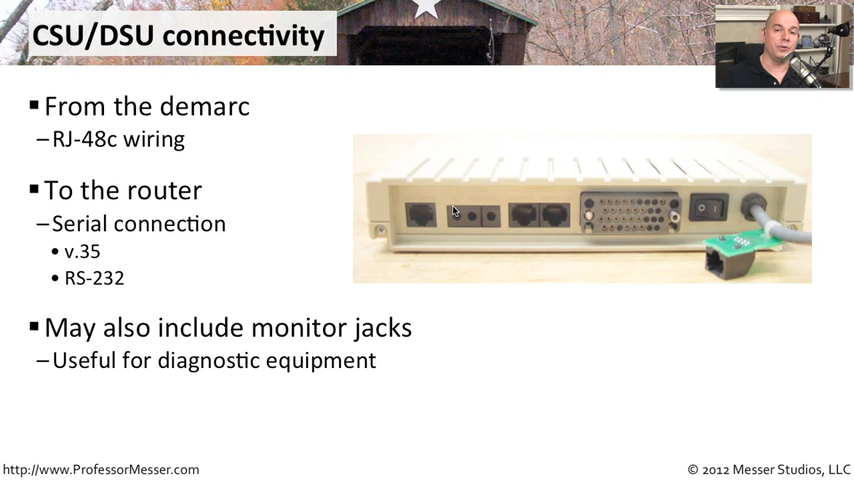 CSU/DSU connectivity
▪ From the demarc
–RJ-48c wiring
▪ To the router
–Serial connection
• v.35
• RS-232
▪ May also include monitor jacks
–Useful for diagnostic equipment
http://www.ProfessorMesser.com
© 2012 Messer Studios, LLC